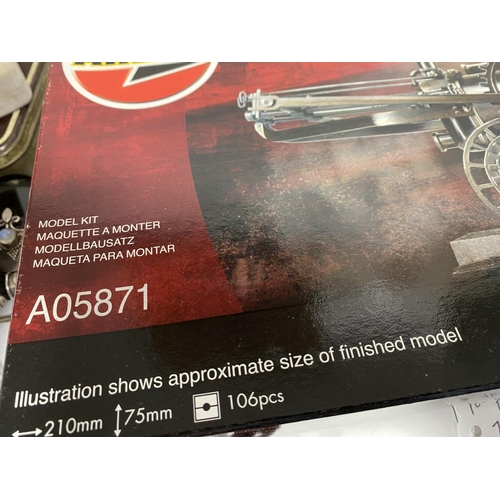 MODEL KIT
MAQUETTE A MONTER
MODELLBAUSATZ
MAQUETA PARA MONTAR
A05871
Illustration shows approximate size of finished model
210mm 75mm 106pcs